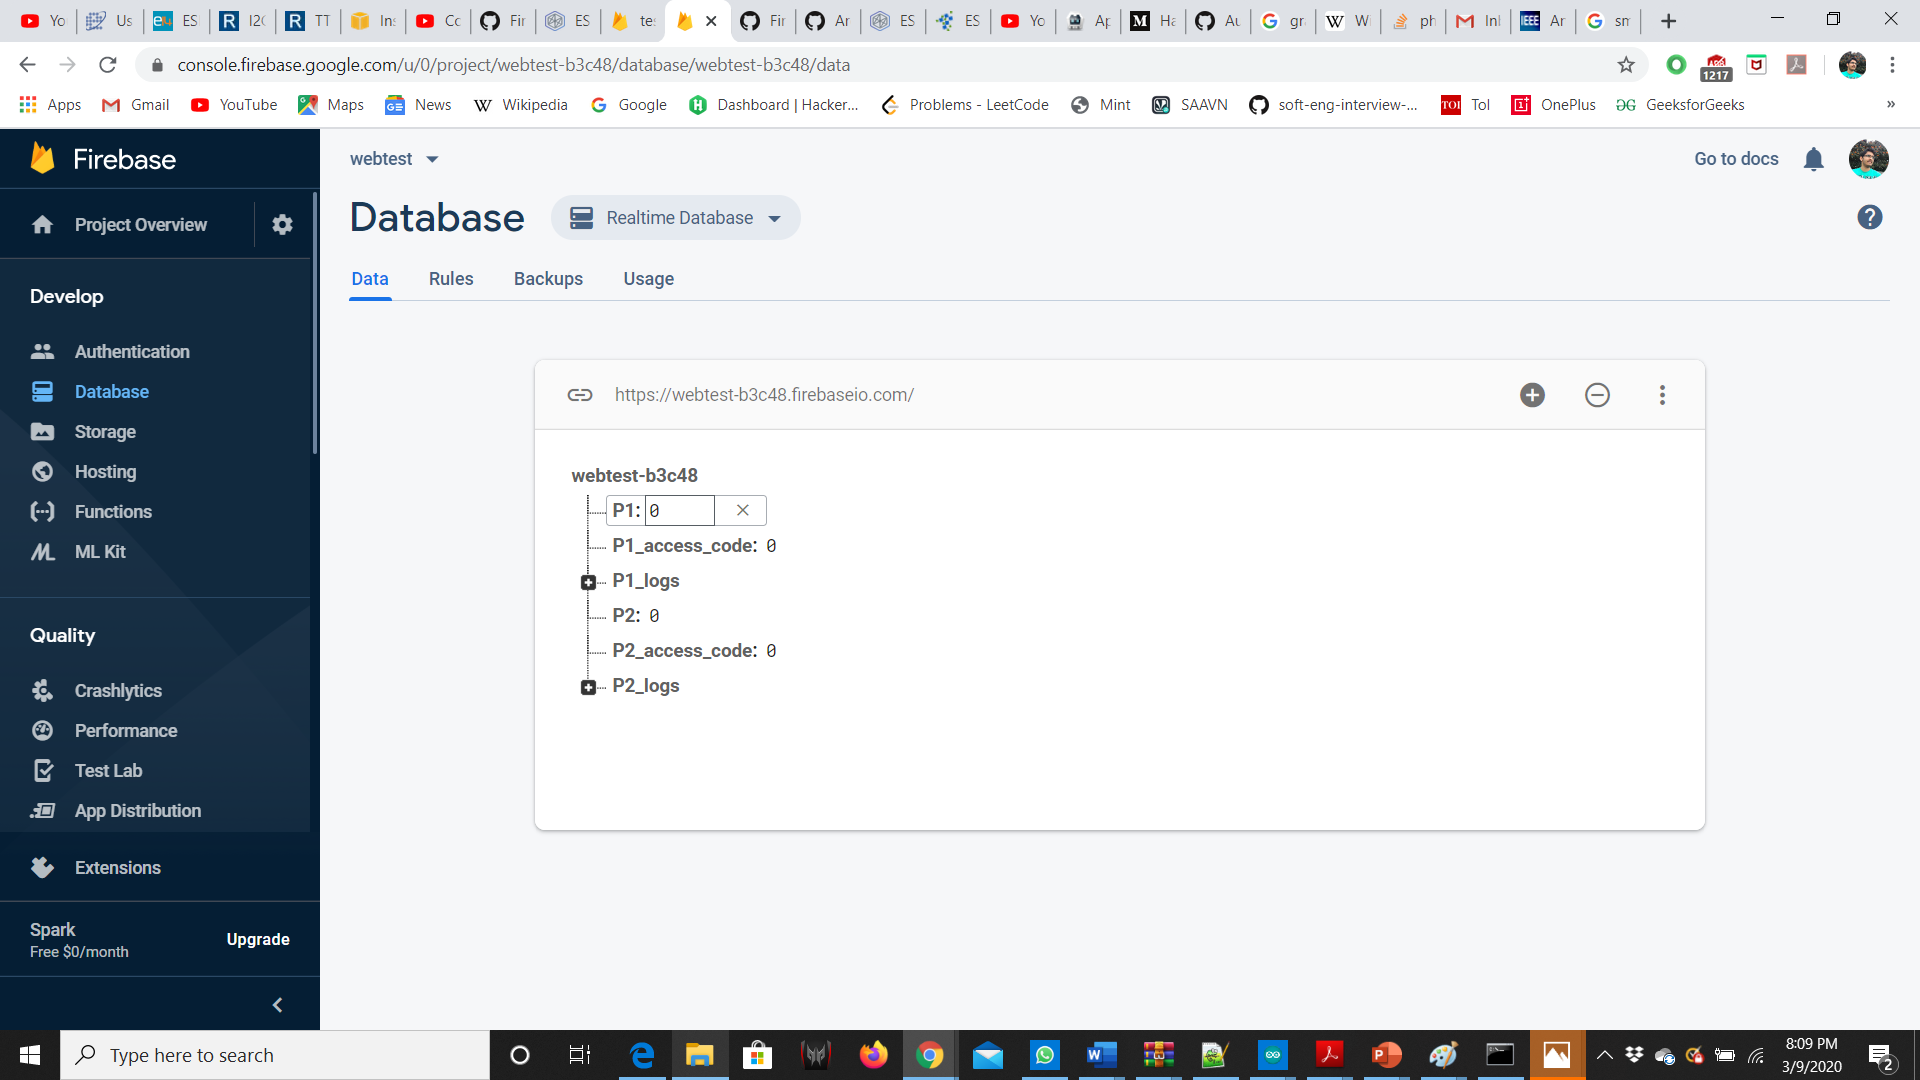 Yo
Us
ES
I2C
TT
Ins
Co
Fir
ES
tes
Fir
Ar
ES
ES
Yo
Ap
Ha
Au
gr
Wi
ph
Inl
Ar
sm
console.firebase.google.com/u/0/project/webtest-b3c48/database/webtest-b3c48/data
1217
Apps
Gmail
YouTube
Maps
News
Wikipedia
Google
Dashboard | Hacker...
Problems - LeetCode
Mint
SAAVN
soft-eng-interview-...
ToI
OnePlus
GeeksforGeeks
»
Firebase
webtest
Go to docs
Project Overview
Database
Realtime Database
Data
Rules
Backups
Usage
Develop
Authentication
Database
Storage
Hosting
Functions
ML Kit
https://webtest-b3c48.firebaseio.com/
webtest-b3c48
P1: 0
P1_access_code: 0
P1_logs
P2: 0
P2_access_code: 0
P2_logs
Quality
Crashlytics
Performance
Test Lab
App Distribution
Extensions
Spark
Free $0/month
Upgrade
Type here to search
8:09 PM
3/9/2020
2